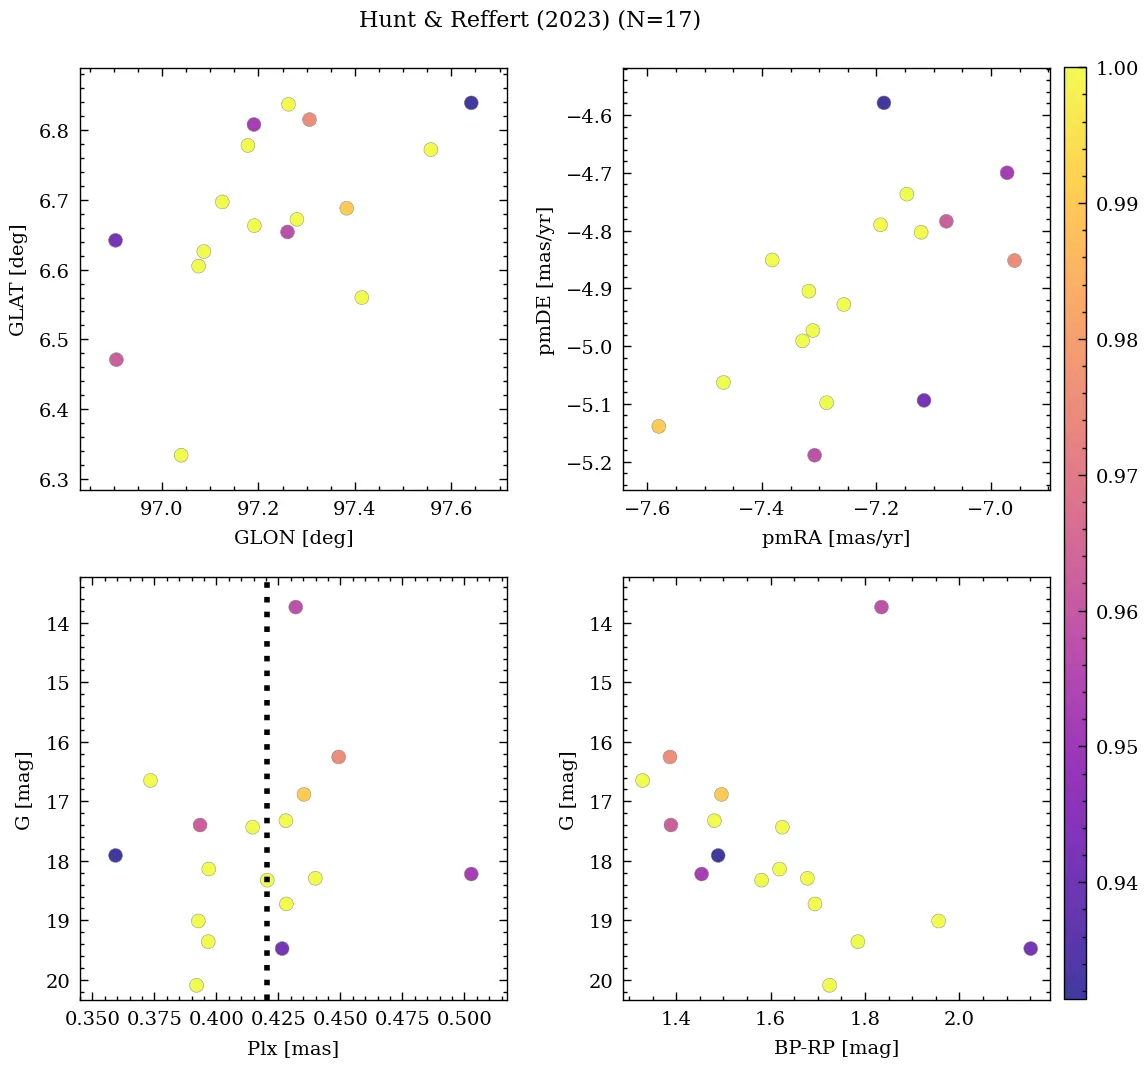 Hunt & Reffert (2023) (N=17)
6.8
6.7
6.6
6.5
6.4
6.3
GLAT [deg]
97.0 97.2 97.4 97.6
GLON [deg]
−4.6
−4.7
−4.8
−4.9
−5.0
−5.1
−5.2
pmDE [mas/yr]
−7.6 −7.4 −7.2 −7.0
pmRA [mas/yr]
14
15
16
17
18
19
20
G [mag]
0.350 0.375 0.400 0.425 0.450 0.475 0.500
Plx [mas]
14
15
16
17
18
19
20
G [mag]
1.4 1.6 1.8 2.0
BP-RP [mag]
1.00
0.99
0.98
0.97
0.96
0.95
0.94